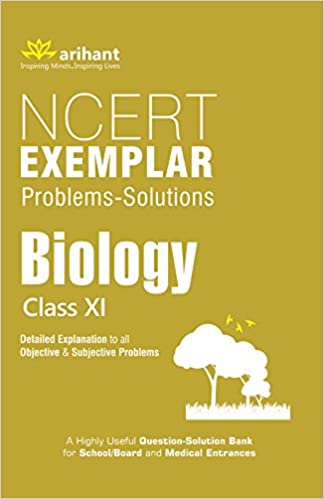 arihant
Inspiring Minds. Inspiring Lives
NCERT
EXEMPLAR
Problems-Solutions
Biology
Class XI
Detailed Explanation to all
Objective & Subjective Problems
A Highly Useful Question-Solution Bank
for School/Board and Medical Entrances